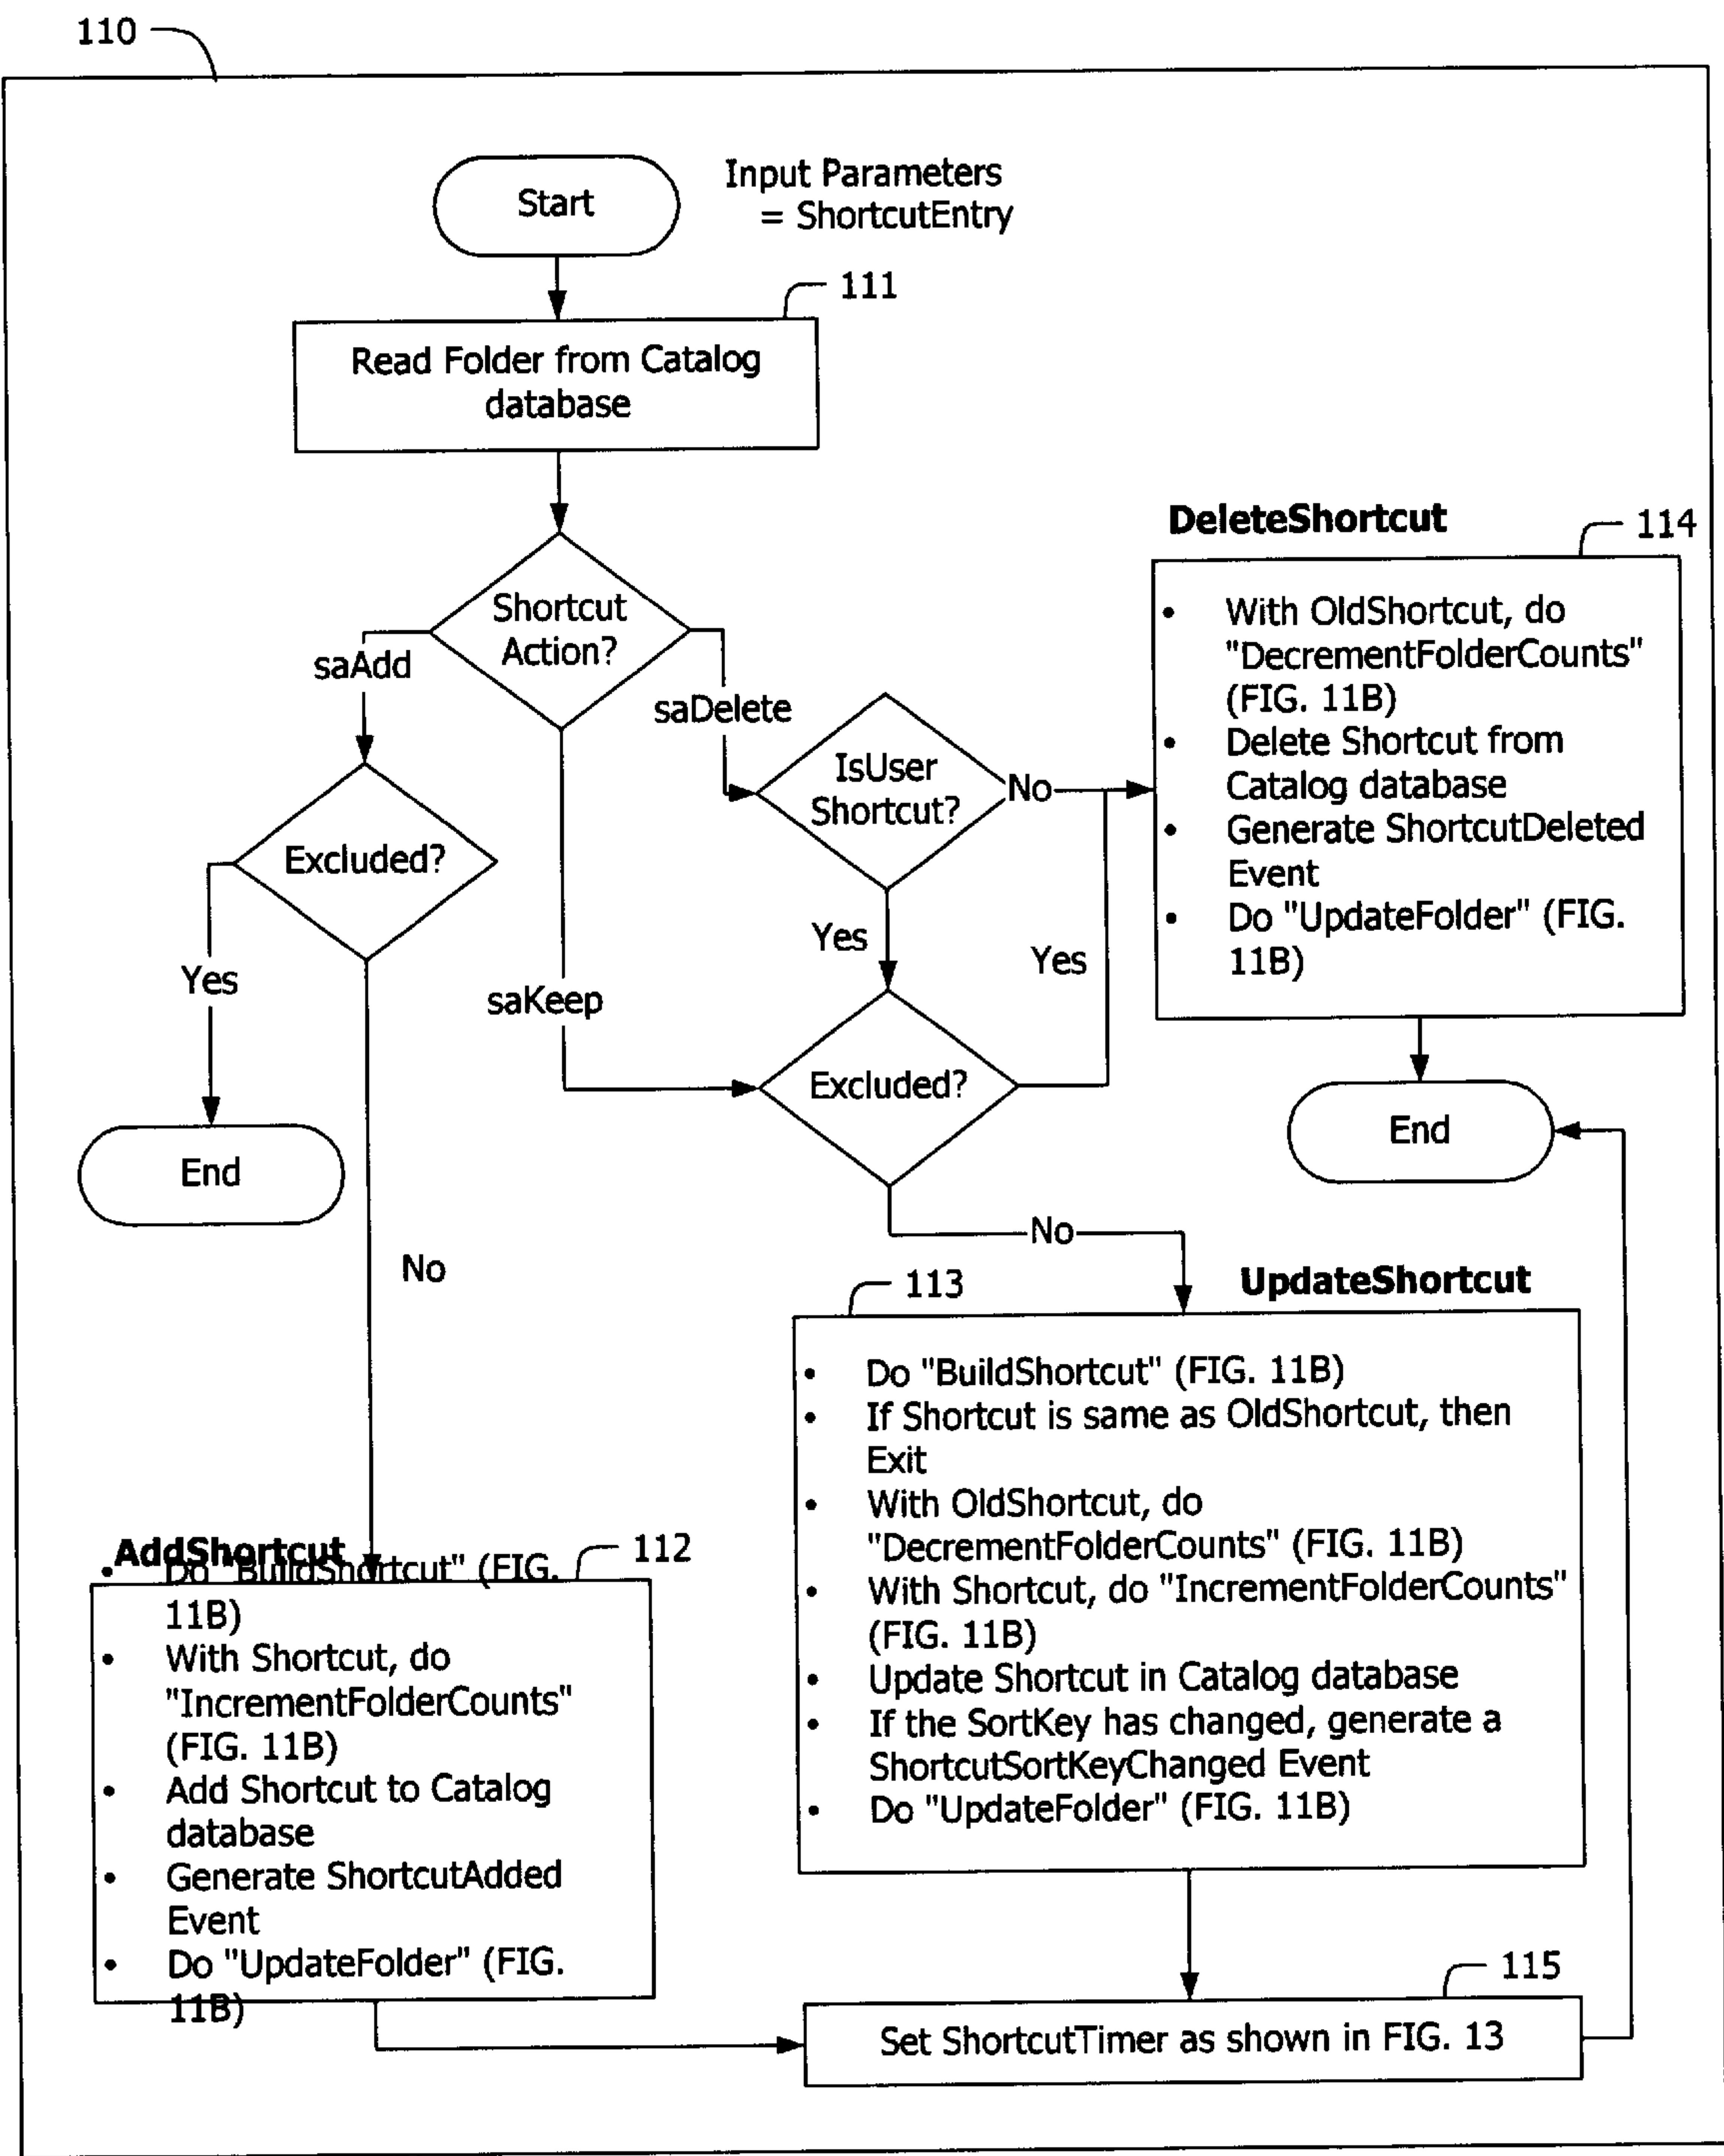 110
Start
Input Parameters
= ShortcutEntry
111
Read Folder from Catalog
database
Shortcut
Action?
saAdd
saDelete
saKeep
Excluded?
Yes
End
No
IsUser
Shortcut?
No
Yes
Yes
Excluded?
No
DeleteShortcut
114
• With OldShortcut, do
"DecrementFolderCounts"
(FIG. 11B)
• Delete Shortcut from
Catalog database
• Generate ShortcutDeleted
Event
• Do "UpdateFolder" (FIG.
11B)
End
113
UpdateShortcut
• Do "BuildShortcut" (FIG. 11B)
• If Shortcut is same as OldShortcut, then
Exit
• With OldShortcut, do
"DecrementFolderCounts" (FIG. 11B)
• With Shortcut, do "IncrementFolderCounts"
(FIG. 11B)
• Update Shortcut in Catalog database
• If the SortKey has changed, generate a
ShortcutSortKeyChanged Event
• Do "UpdateFolder" (FIG. 11B)
AddShortcut
112
• Do "BuildShortcut" (FIG.
11B)
• With Shortcut, do
"IncrementFolderCounts"
(FIG. 11B)
• Add Shortcut to Catalog
database
• Generate ShortcutAdded
Event
• Do "UpdateFolder" (FIG.
11B)
115
Set ShortcutTimer as shown in FIG. 13